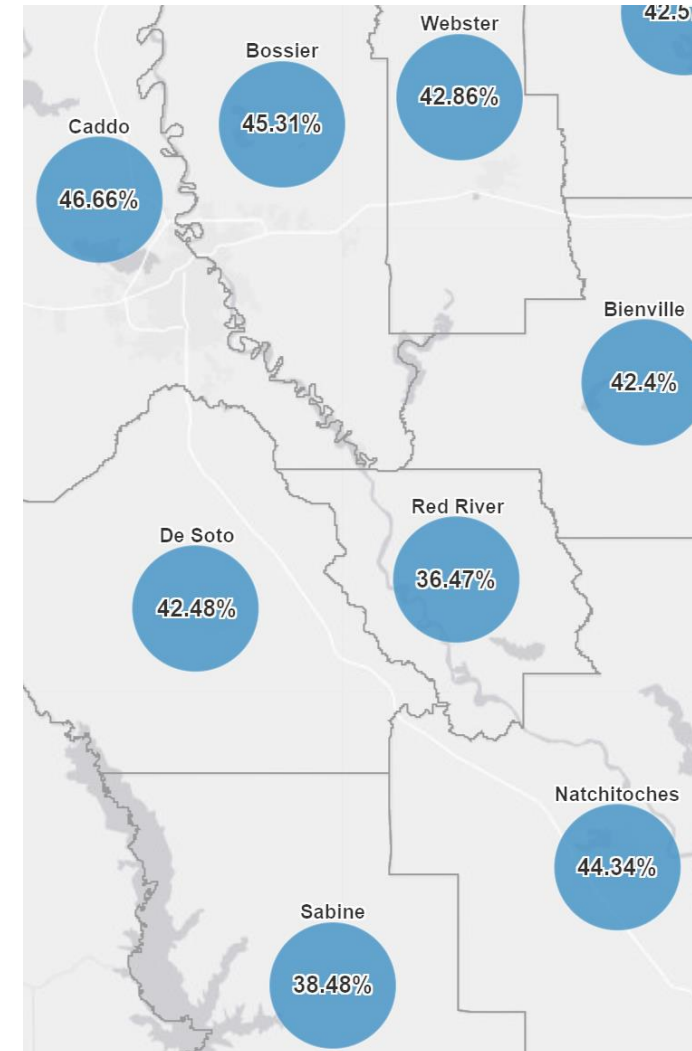 Webster
42.86%
Bossier
45.31%
Caddo
46.66%
Bienville
42.4%
Red River
36.47%
De Soto
42.48%
Natchitoches
44.34%
Sabine
38.48%